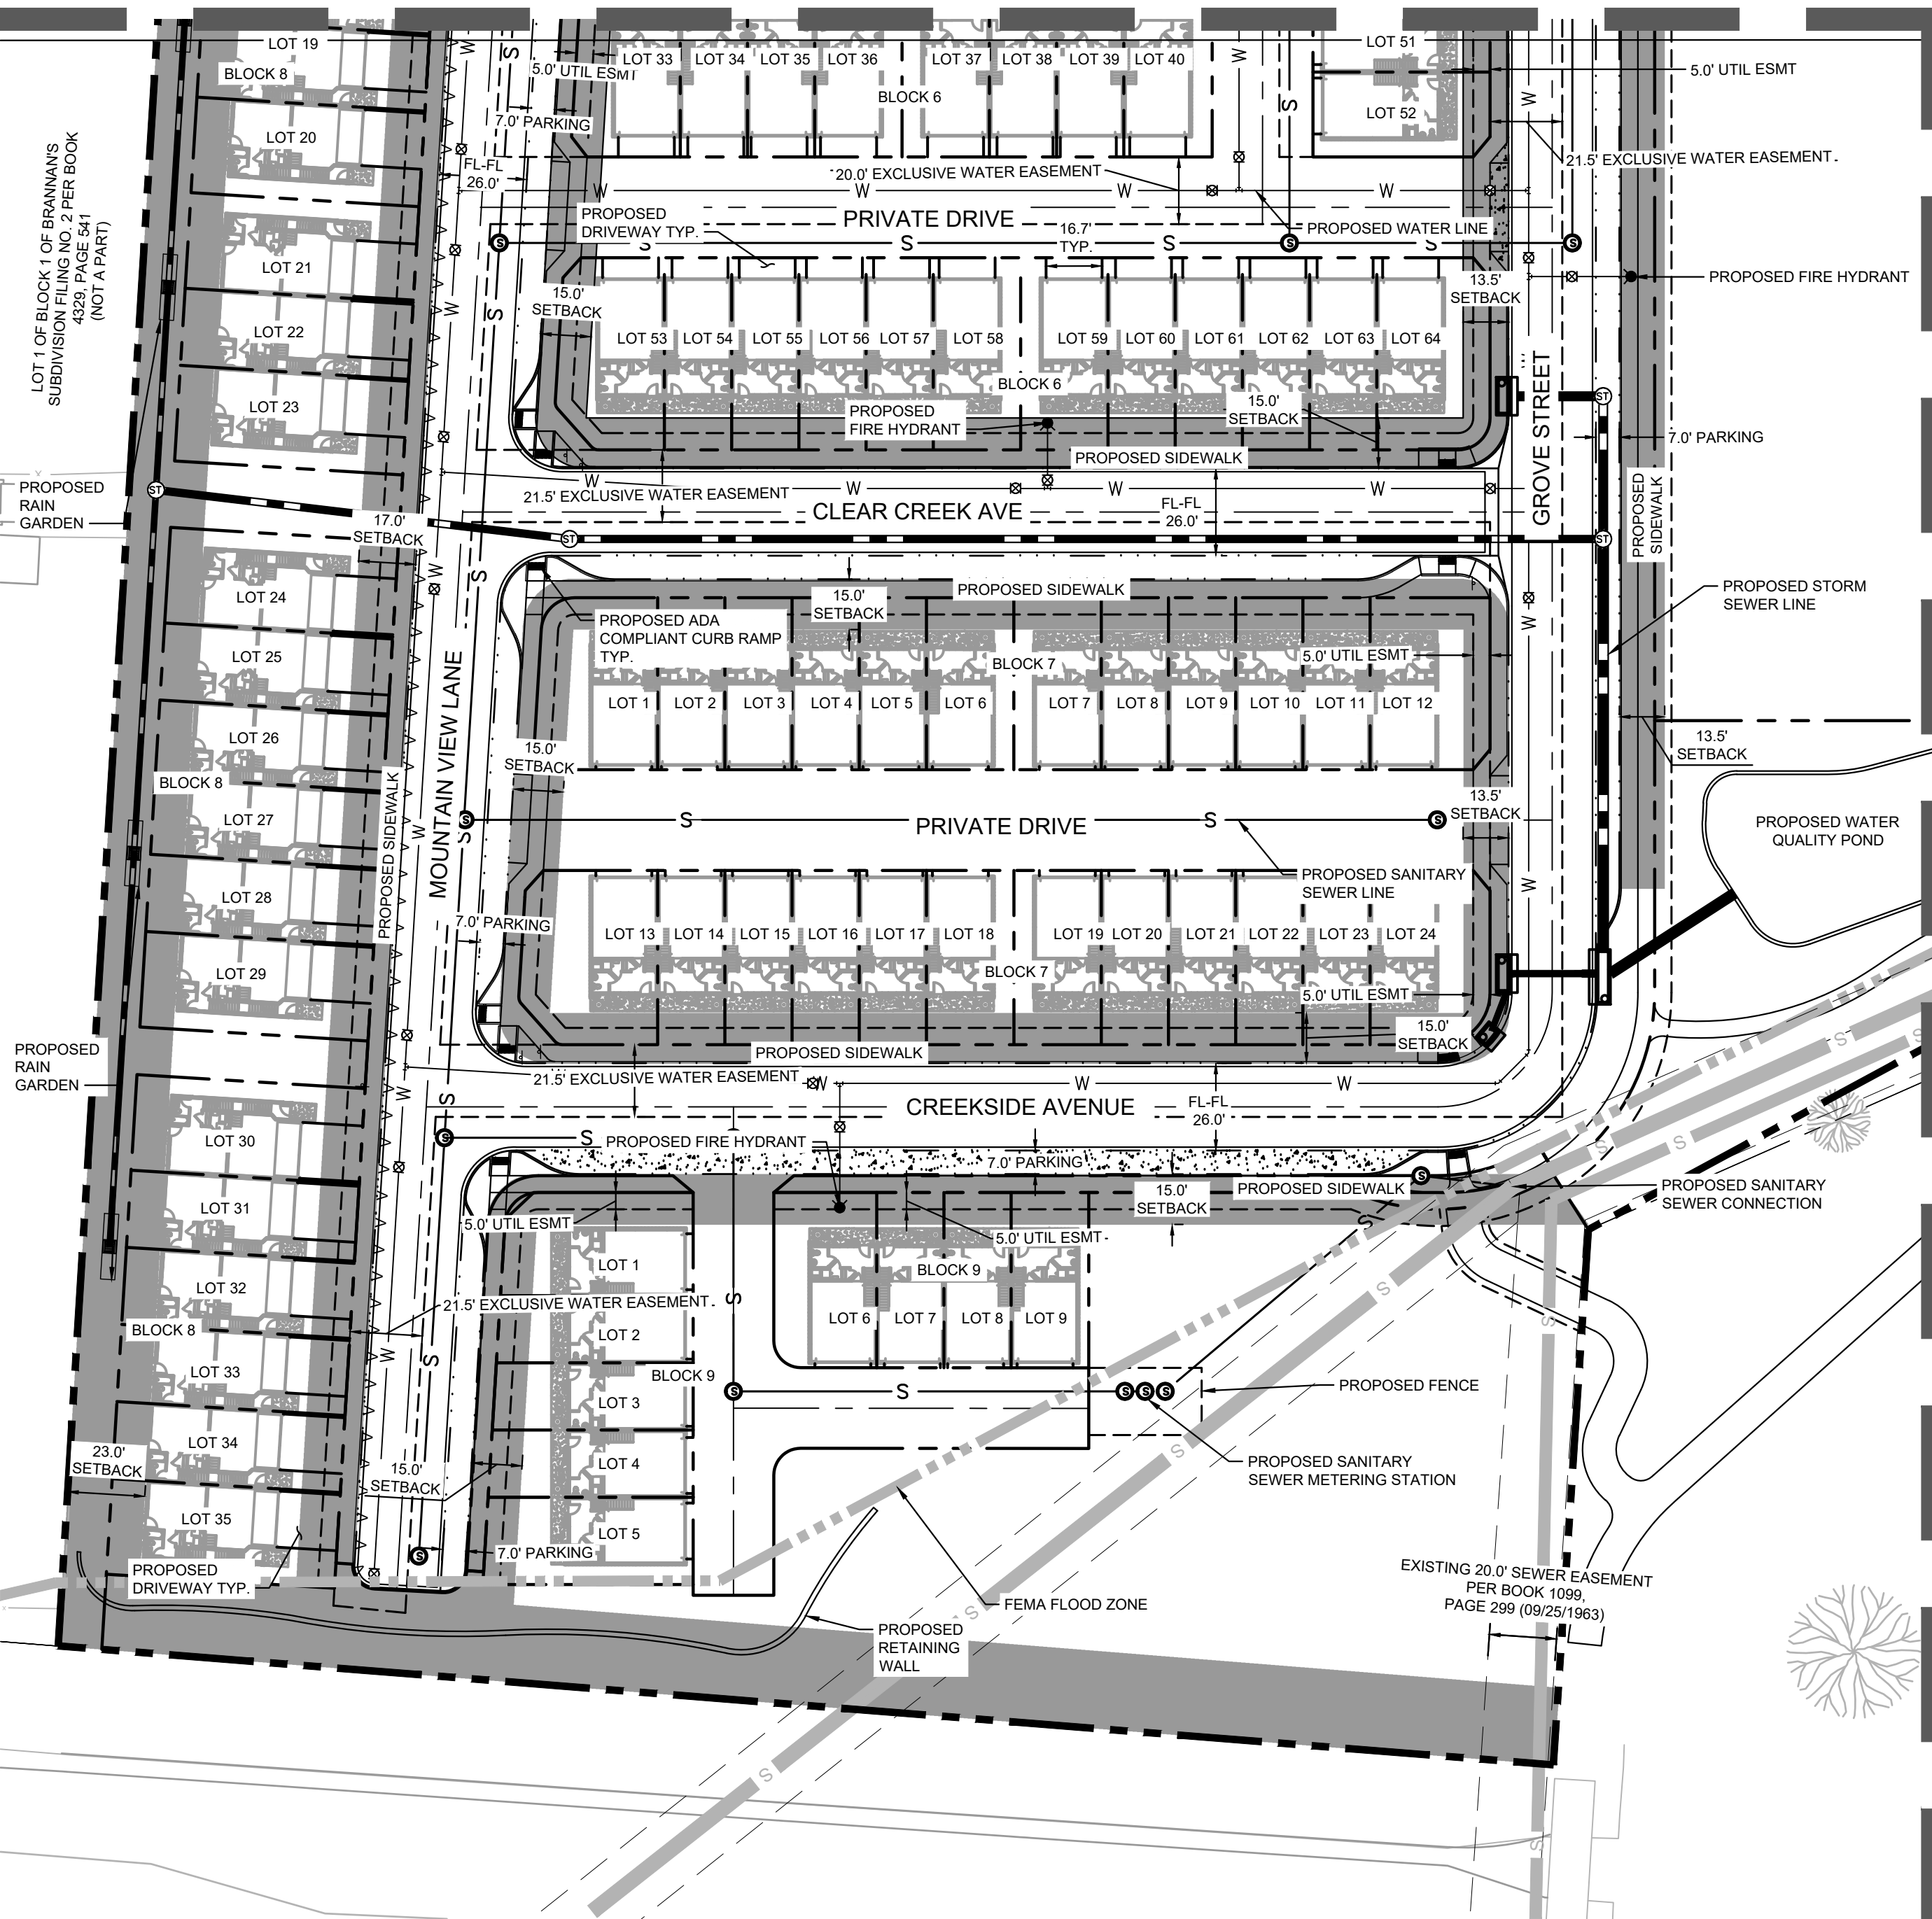 LOT 19
BLOCK 8
LOT 20
LOT 1 OF BLOCK 1 OF BRANNAN'S
SUBDIVISION FILING NO. 2 PER BOOK
4329, PAGE 541
(NOT A PART)
LOT 21
LOT 22
LOT 23
5.0' UTIL ESMT
7.0' PARKING
FL-FL
26.0'
LOT 33
LOT 34
LOT 35
LOT 36
LOT 37
LOT 38
LOT 39
LOT 40
BLOCK 6
LOT 51
LOT 52
5.0' UTIL ESMT
21.5' EXCLUSIVE WATER EASEMENT
20.0' EXCLUSIVE WATER EASEMENT
PROPOSED
DRIVEWAY TYP.
PRIVATE DRIVE
16.7'
TYP.
PROPOSED WATER LINE
PROPOSED FIRE HYDRANT
15.0'
SETBACK
13.5'
SETBACK
LOT 53
LOT 54
LOT 55
LOT 56
LOT 57
LOT 58
LOT 59
LOT 60
LOT 61
LOT 62
LOT 63
LOT 64
BLOCK 6
PROPOSED
FIRE HYDRANT
15.0'
SETBACK
PROPOSED SIDEWALK
GROVE STREET
7.0' PARKING
PROPOSED
SIDEWALK
PROPOSED
RAIN
GARDEN
17.0'
SETBACK
21.5' EXCLUSIVE WATER EASEMENT
CLEAR CREEK AVE
FL-FL
26.0'
ST
ST
ST
ST
PROPOSED STORM
SEWER LINE
LOT 24
LOT 25
LOT 26
BLOCK 8
LOT 27
LOT 28
LOT 29
PROPOSED SIDEWALK
MOUNTAIN VIEW LANE
PROPOSED SIDEWALK
15.0'
SETBACK
PROPOSED ADA
COMPLIANT CURB RAMP
TYP.
BLOCK 7
5.0' UTIL ESMT
LOT 1
LOT 2
LOT 3
LOT 4
LOT 5
LOT 6
LOT 7
LOT 8
LOT 9
LOT 10
LOT 11
LOT 12
15.0'
SETBACK
13.5'
SETBACK
13.5'
SETBACK
PRIVATE DRIVE
PROPOSED WATER
QUALITY POND
PROPOSED SANITARY
SEWER LINE
7.0' PARKING
LOT 13
LOT 14
LOT 15
LOT 16
LOT 17
LOT 18
LOT 19
LOT 20
LOT 21
LOT 22
LOT 23
LOT 24
BLOCK 7
5.0' UTIL ESMT
15.0'
SETBACK
PROPOSED SIDEWALK
PROPOSED
RAIN
GARDEN
21.5' EXCLUSIVE WATER EASEMENT
CREEKSIDE AVENUE
FL-FL
26.0'
PROPOSED FIRE HYDRANT
7.0' PARKING
15.0'
SETBACK
PROPOSED SIDEWALK
PROPOSED SANITARY
SEWER CONNECTION
LOT 30
LOT 31
LOT 32
BLOCK 8
LOT 33
LOT 34
LOT 35
23.0'
SETBACK
5.0' UTIL ESMT
5.0' UTIL ESMT
21.5' EXCLUSIVE WATER EASEMENT
LOT 1
LOT 2
BLOCK 9
LOT 3
LOT 4
LOT 5
BLOCK 9
LOT 6
LOT 7
LOT 8
LOT 9
PROPOSED FENCE
PROPOSED SANITARY
SEWER METERING STATION
15.0'
SETBACK
7.0' PARKING
PROPOSED
DRIVEWAY TYP.
FEMA FLOOD ZONE
PROPOSED
RETAINING
WALL
EXISTING 20.0' SEWER EASEMENT
PER BOOK 1099,
PAGE 299 (09/25/1963)